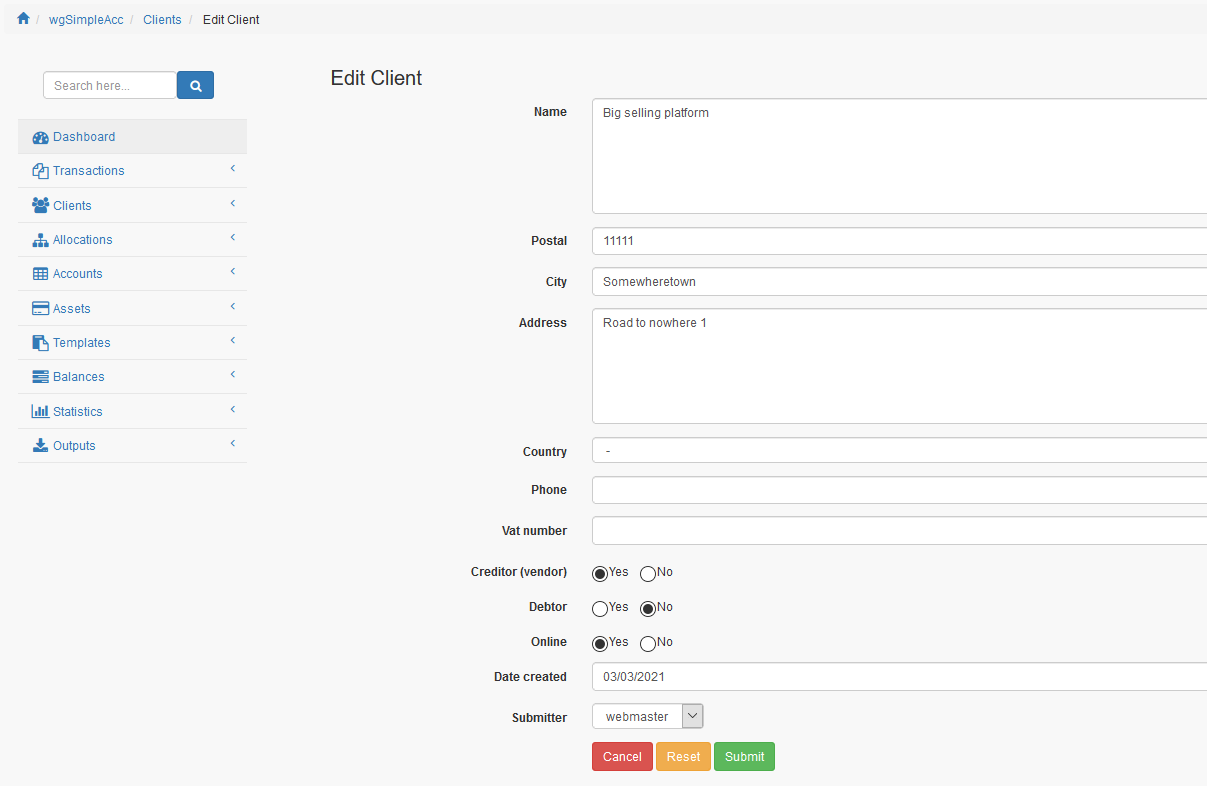 / wgSimpleAcc / Clients / Edit Client
Search here...
Dashboard
Transactions
Clients
Allocations
Accounts
Assets
Templates
Balances
Statistics
Outputs
Edit Client
Name Big selling platform
Postal 11111
City Somewheretown
Address Road to nowhere 1
Country -
Phone
Vat number
Creditor (vendor) Yes No
Debtor Yes No
Online Yes No
Date created 03/03/2021
Submitter webmaster
Cancel Reset Submit